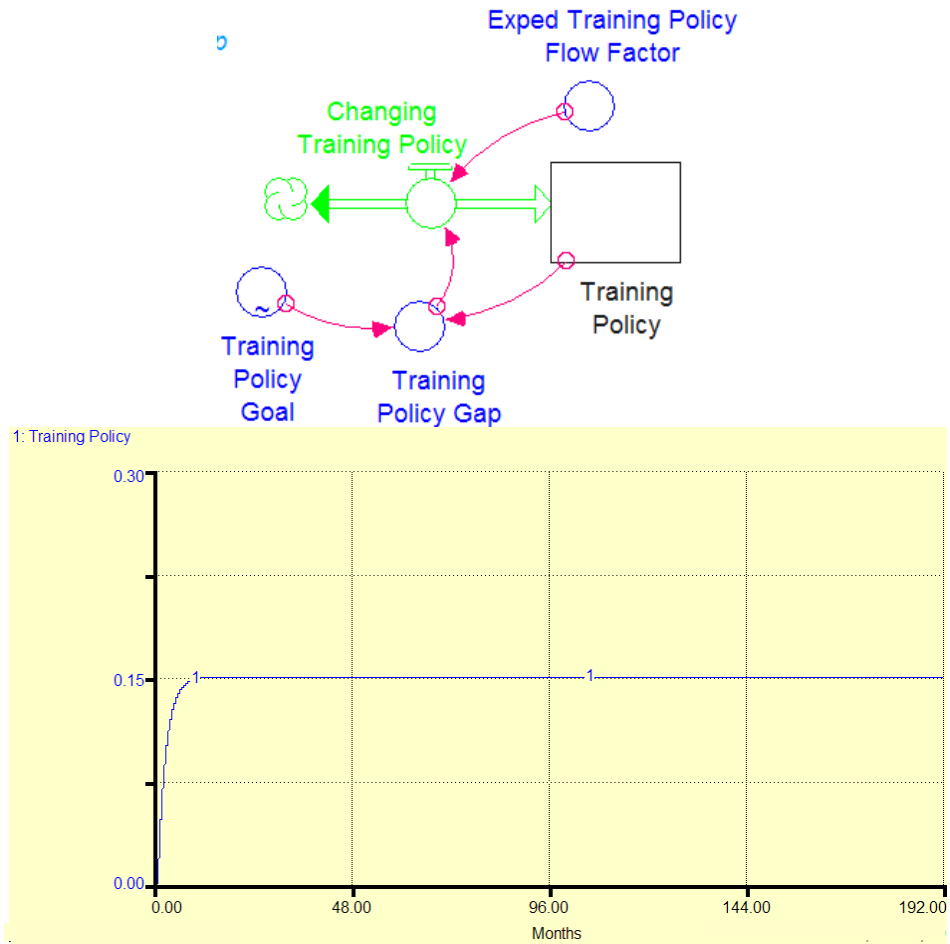 Exped Training Policy
Flow Factor
Changing
Training Policy
Training
Policy
~
Training
Policy
Goal
Training
Policy Gap
1: Training Policy
0.30
0.15
0.00
1
1
0.00 48.00 96.00 144.00 192.00
Months